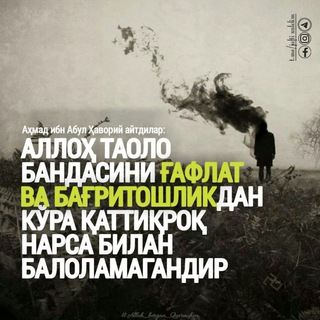 Аҳмад ибн Абул Ҳаворий айтдилар:
АЛЛОҲ ТАОЛО
БАНДАСИНИ ҒАФЛАТ
ВА БАҒРИТОШЛИКДАН
КЎРА ҚАТТИҚРОҚ
НАРСА БИЛАН
БАЛОЛАМАГАНДИР